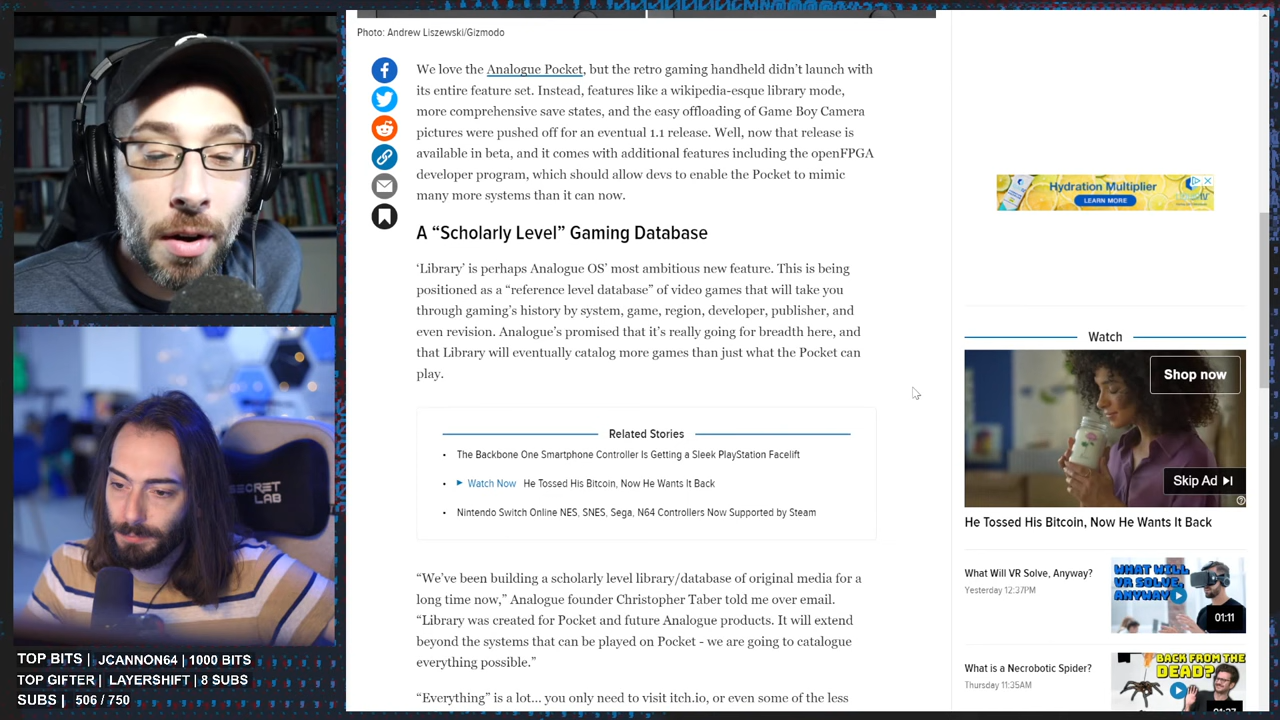 Photo: Andrew Liszewski/Gizmodo
We love the Analogue Pocket, but the retro gaming handheld didn't launch with
its entire feature set. Instead, features like a wikipedia-esque library mode,
more comprehensive save states, and the easy offloading of Game Boy Camera
pictures were pushed off for an eventual 1.1 release. Well, now that release is
available in beta, and it comes with additional features including the openFPGA
developer program, which should allow devs to enable the Pocket to mimic
many more systems than it can now.
A “Scholarly Level” Gaming Database
‘Library’ is perhaps Analogue OS’ most ambitious new feature. This is being
positioned as a “reference level database” of video games that will take you
through gaming's history by system, game, region, developer, publisher, and
even revision. Analogue's promised that it's really going for breadth here, and
that Library will eventually catalog more games than just what the Pocket can
play.
Related Stories
The Backbone One Smartphone Controller Is Getting a Sleek PlayStation Facelift
Watch Now He Tossed His Bitcoin, Now He Wants It Back
Nintendo Switch Online NES, SNES, Sega, N64 Controllers Now Supported by Steam
“We've been building a scholarly level library/database of original media for a
long time now,” Analogue founder Christopher Taber told me over email.
“Library was created for Pocket and future Analogue products. It will extend
beyond the systems that can be played on Pocket - we are going to catalogue
everything possible.”
“Everything” is a lot... you only need to visit itch.io, or even some of the less
Hydration Multiplier
LEARN MORE
Watch
Shop now
Skip Ad
He Tossed His Bitcoin, Now He Wants It Back
What Will VR Solve, Anyway?
Yesterday 12:37PM
WHAT WILL
VR SOLVE,
ANYWAY?
01:11
What is a Necrobotic Spider?
Thursday 11:35AM
BACK FROM THE
DEAD?
SECRET
LAB
TOP BITS | JCANNON64 | 1000 BITS
TOP GIFTER | LAYERSHIFT | 8 SUBS
SUBS | 506 / 750